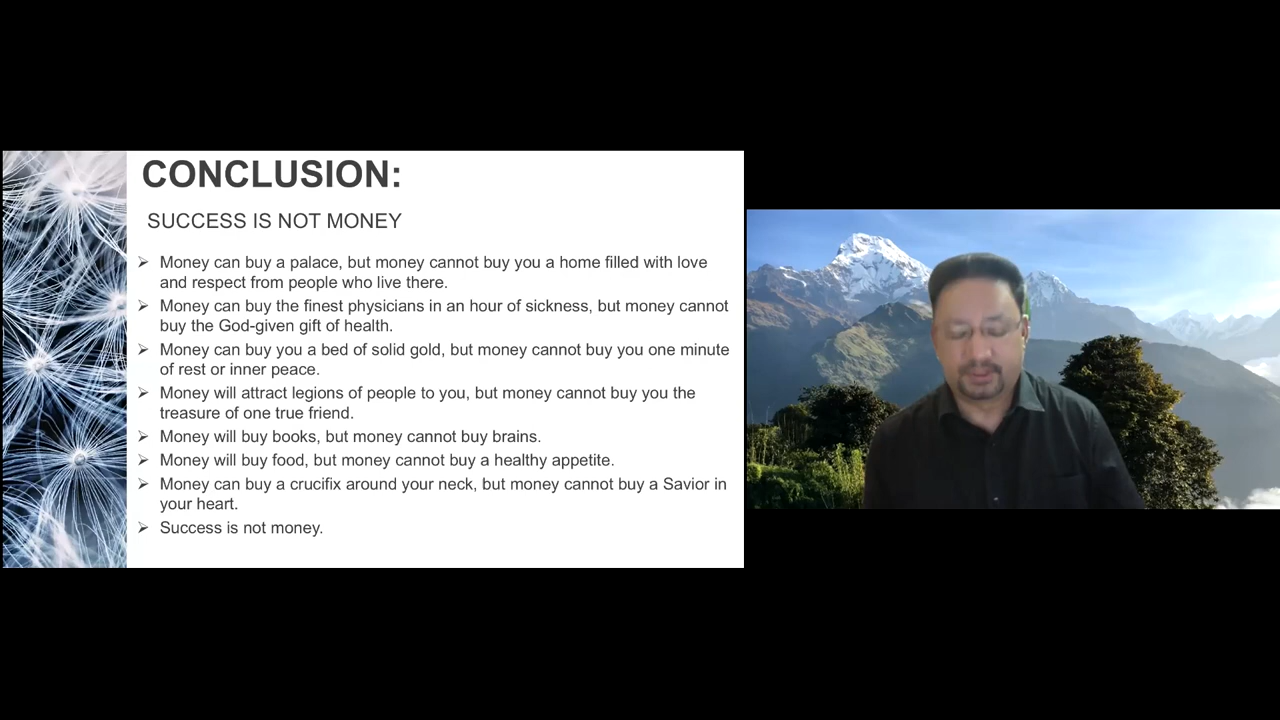 CONCLUSION:
SUCCESS IS NOT MONEY
Money can buy a palace, but money cannot buy you a home filled with love
and respect from people who live there.
Money can buy the finest physicians in an hour of sickness, but money cannot
buy the God-given gift of health.
Money can buy you a bed of solid gold, but money cannot buy you one minute
of rest or inner peace.
Money will attract legions of people to you, but money cannot buy you the
treasure of one true friend.
Money will buy books, but money cannot buy brains.
Money will buy food, but money cannot buy a healthy appetite.
Money can buy a crucifix around your neck, but money cannot buy a Savior in
your heart.
Success is not money.